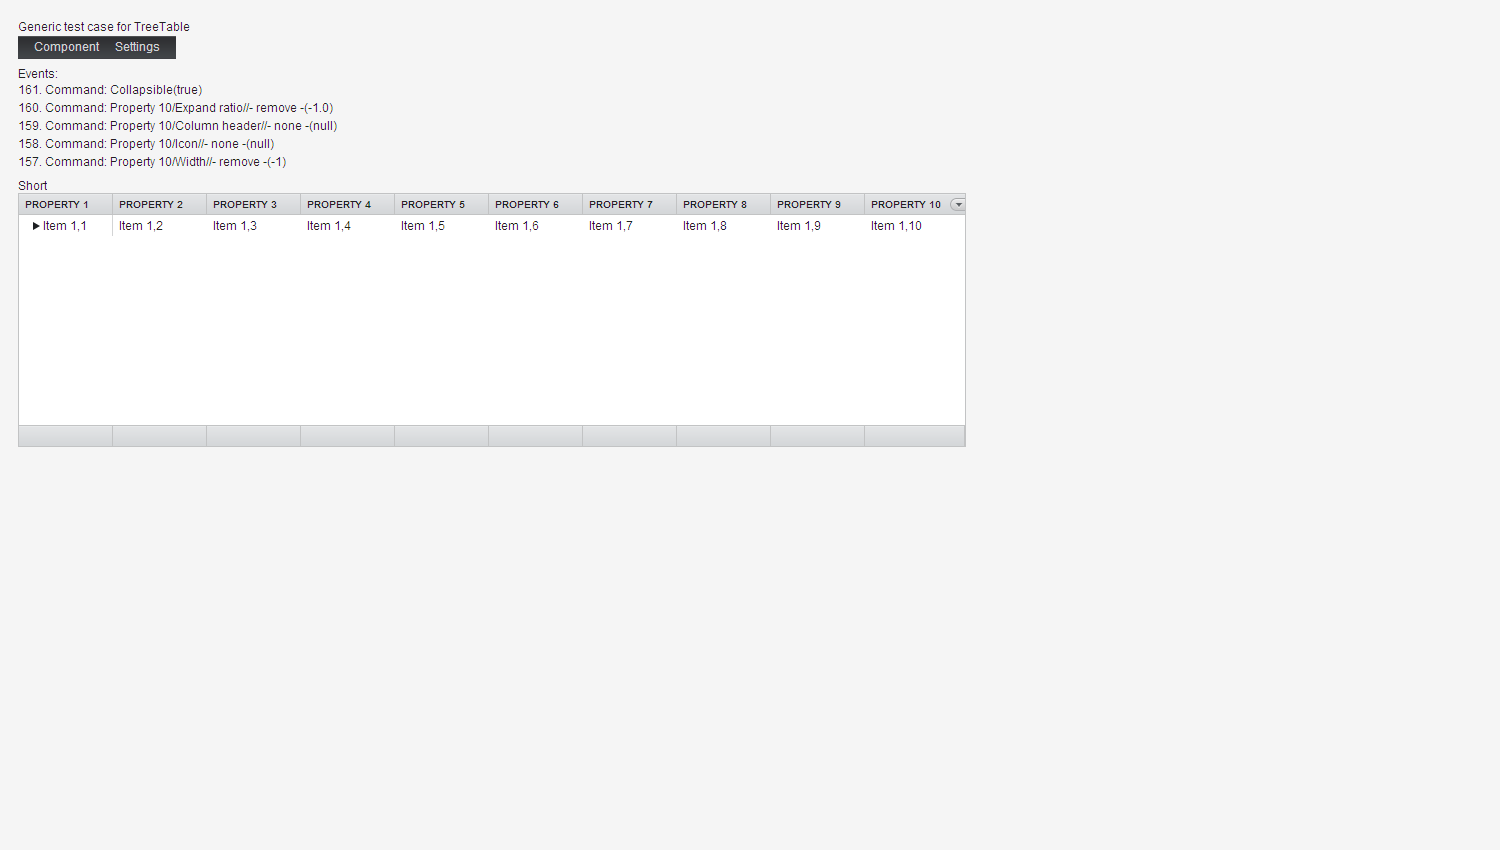 Generic test case for TreeTable
Component Settings
Events:
161. Command: Collapsible(true)
160. Command: Property 10/Expand ratio//- remove -(-1.0)
159. Command: Property 10/Column header//- none -(null)
158. Command: Property 10/Icon//- none -(null)
157. Command: Property 10/Width//- remove -(-1)
Short
PROPERTY 1 PROPERTY 2 PROPERTY 3 PROPERTY 4 PROPERTY 5 PROPERTY 6 PROPERTY 7 PROPERTY 8 PROPERTY 9 PROPERTY 10
Item 1,1 Item 1,2 Item 1,3 Item 1,4 Item 1,5 Item 1,6 Item 1,7 Item 1,8 Item 1,9 Item 1,10